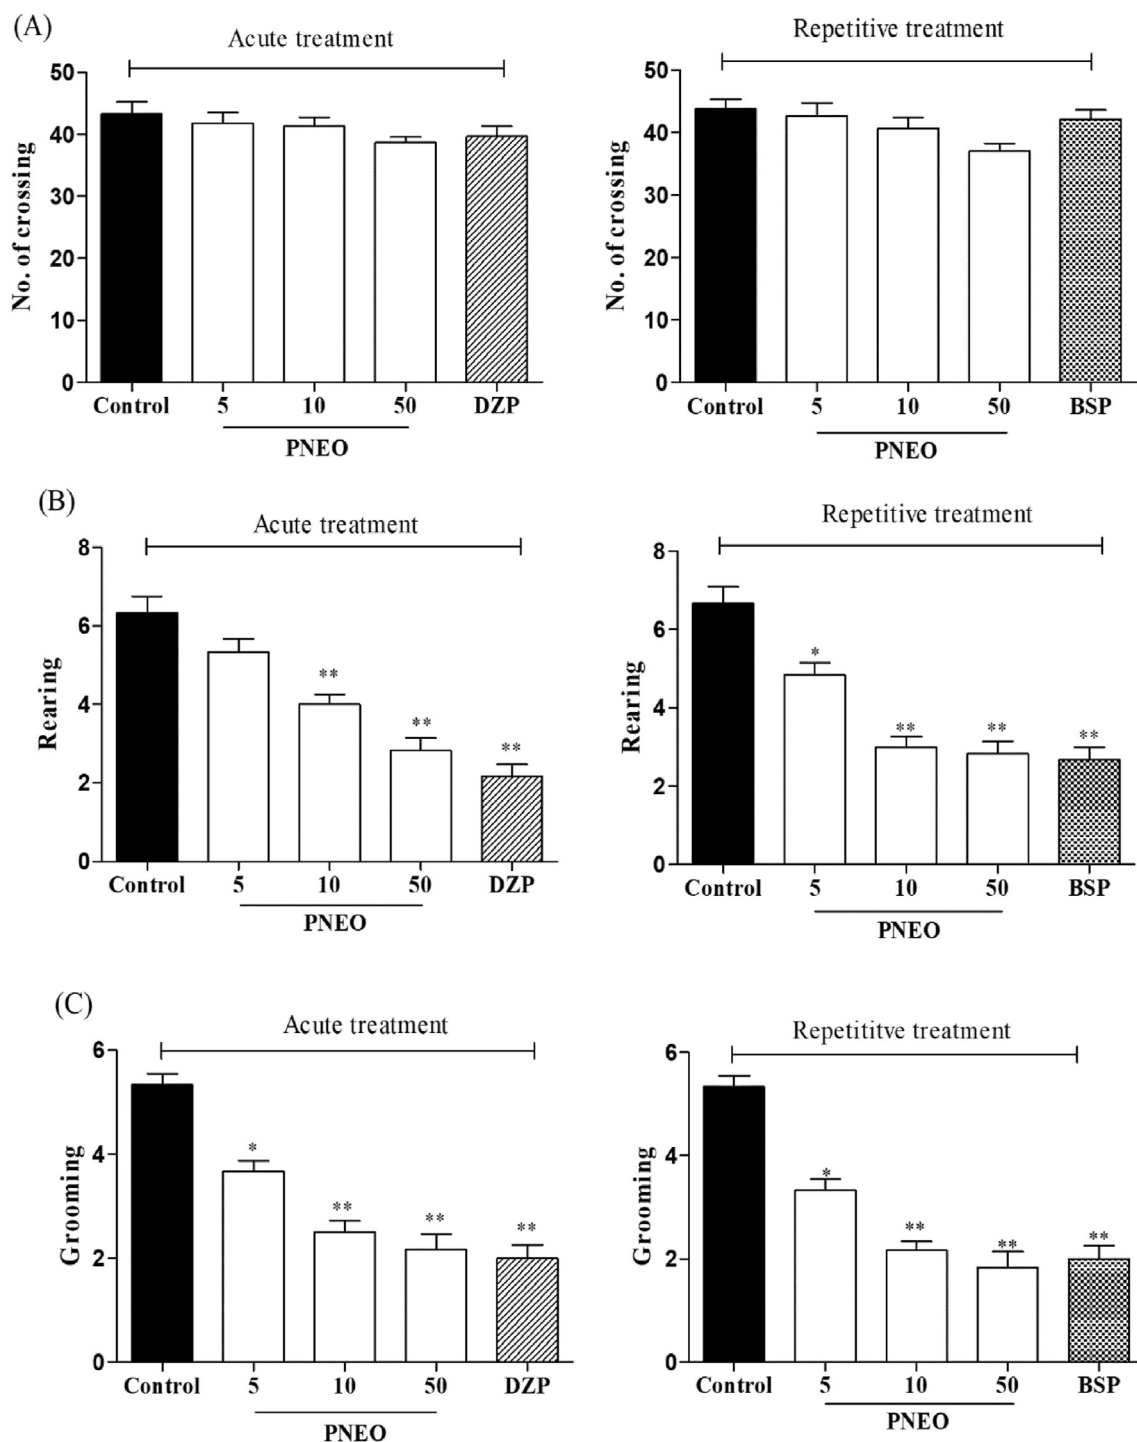 (A)
Acute treatment
No. of crossing
50
40
30
20
10
0
Control 5 10 50 DZP
PNEO
Repetitive treatment
No. of crossing
50
40
30
20
10
0
Control 5 10 50 BSP
PNEO
(B)
Acute treatment
Rearing
8
6
4
2
0
** ** **
Control 5 10 50 DZP
PNEO
Repetitive treatment
Rearing
8
6
4
2
0
* ** ** **
Control 5 10 50 BSP
PNEO
(C)
Acute treatment
Grooming
6
4
2
0
* ** ** **
Control 5 10 50 DZP
PNEO
Repetititve treatment
Grooming
6
4
2
0
* ** ** **
Control 5 10 50 BSP
PNEO